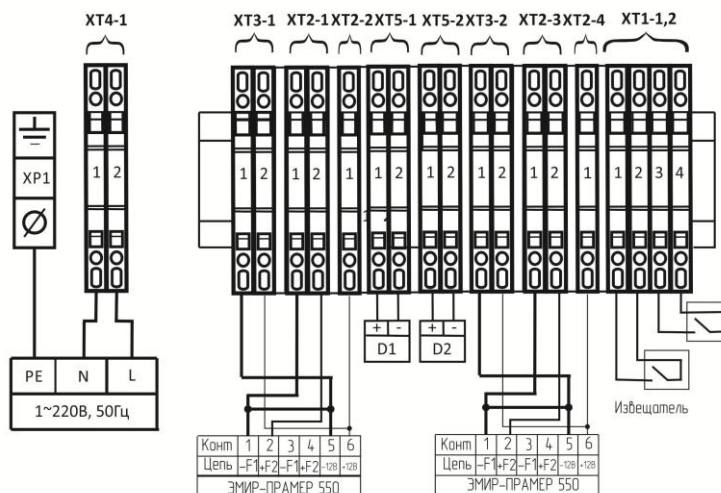 XT4-1 XT3-1 XT2-1 XT2-2 XT5-1 XT5-2 XT3-2 XT2-3 XT2-4 XT1-1,2
XP1 1 2 1 2 1 2 1 1 2 1 2 1 2 1 2 1 1 2 3 4
+ - + -
D1 D2
PE N L
1~220В, 50Гц
Извещатель
Конт 1 2 3 4 5 6
Цепь -F1 +F2 -F1 +F2 -12В +12В
ЭМИР-ПРАМЕР 550
Конт 1 2 3 4 5 6
Цепь -F1 +F2 -F1 +F2 -12В +12В
ЭМИР-ПРАМЕР 550